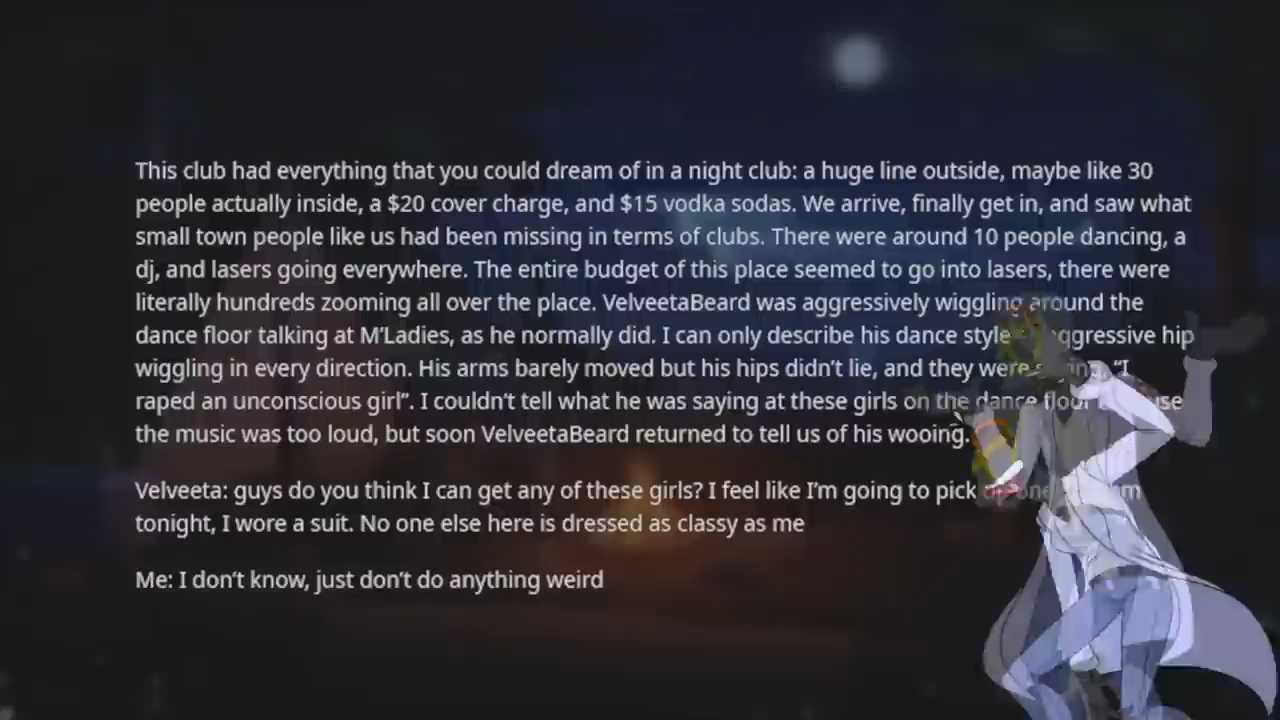 This club had everything that you could dream of in a night club: a huge line outside, maybe like 30
people actually inside, a $20 cover charge, and $15 vodka sodas. We arrive, finally get in, and saw what
small town people like us had been missing in terms of clubs. There were around 10 people dancing, a
dj, and lasers going everywhere. The entire budget of this place seemed to go into lasers, there were
literally hundreds zooming all over the place. VelveetaBeard was aggressively wiggling around the
dance floor talking at M'Ladies, as he normally did. I can only describe his dance style aggressive hip
wiggling in every direction. His arms barely moved but his hips didn't lie, and they were "I
raped an unconscious girl". I couldn't tell what he was saying at these girls on the dance floor
the music was too loud, but soon VelveetaBeard returned to tell us of his wooing.
Velveeta: guys do you think I can get any of these girls? I feel like I'm going to pick
tonight, I wore a suit. No one else here is dressed as classy as me
Me: I don't know, just don't do anything weird